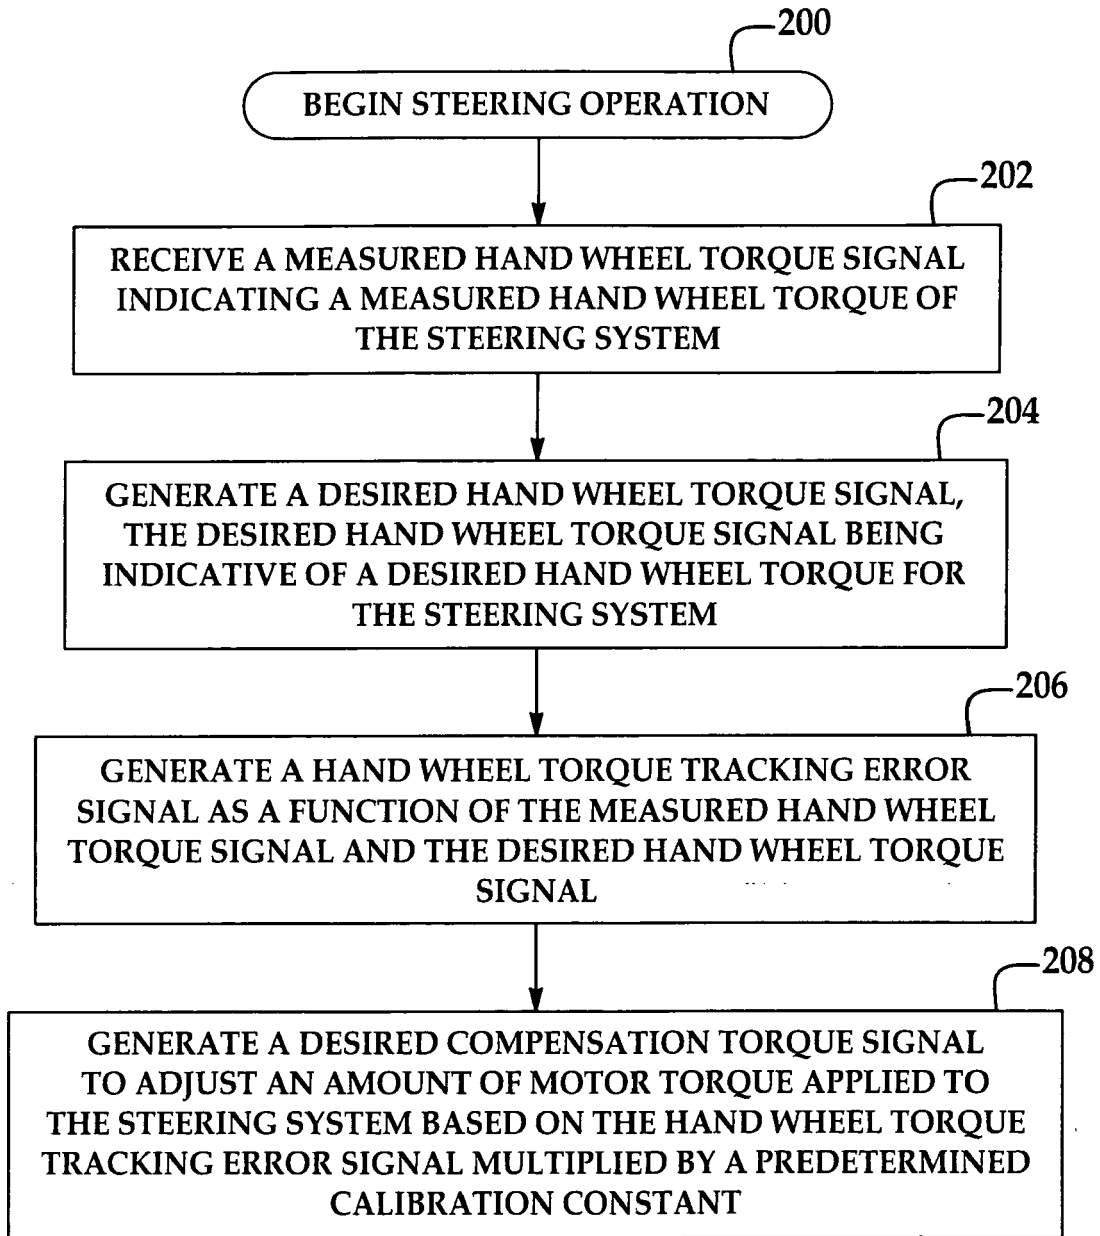 200
BEGIN STEERING OPERATION
202
RECEIVE A MEASURED HAND WHEEL TORQUE SIGNAL
INDICATING A MEASURED HAND WHEEL TORQUE OF
THE STEERING SYSTEM
204
GENERATE A DESIRED HAND WHEEL TORQUE SIGNAL,
THE DESIRED HAND WHEEL TORQUE SIGNAL BEING
INDICATIVE OF A DESIRED HAND WHEEL TORQUE FOR
THE STEERING SYSTEM
206
GENERATE A HAND WHEEL TORQUE TRACKING ERROR
SIGNAL AS A FUNCTION OF THE MEASURED HAND WHEEL
TORQUE SIGNAL AND THE DESIRED HAND WHEEL TORQUE
SIGNAL
208
GENERATE A DESIRED COMPENSATION TORQUE SIGNAL
TO ADJUST AN AMOUNT OF MOTOR TORQUE APPLIED TO
THE STEERING SYSTEM BASED ON THE HAND WHEEL TORQUE
TRACKING ERROR SIGNAL MULTIPLIED BY A PREDETERMINED
CALIBRATION CONSTANT